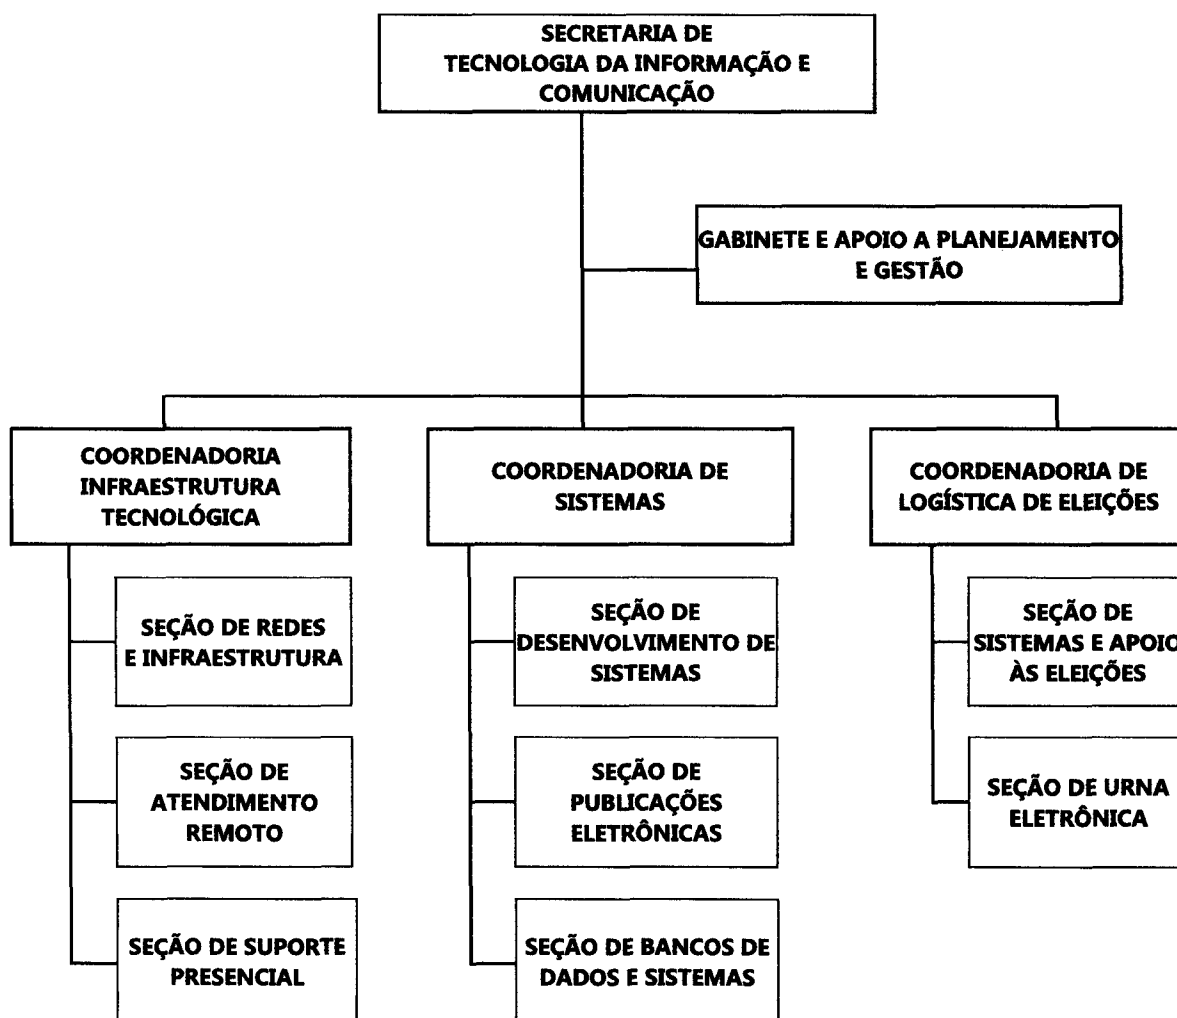 SECRETARIA DE
TECNOLOGIA DA INFORMAÇÃO E
COMUNICAÇÃO
GABINETE E APOIO A PLANEJAMENTO
E GESTÃO
COORDENADORIA
INFRAESTRUTURA
TECNOLÓGICA
COORDENADORIA DE
SISTEMAS
COORDENADORIA DE
LOGÍSTICA DE ELEIÇÕES
SEÇÃO DE REDES
E INFRAESTRUTURA
SEÇÃO DE
DESENVOLVIMENTO DE
SISTEMAS
SEÇÃO DE
SISTEMAS E APOIO
ÀS ELEIÇÕES
SEÇÃO DE
ATENDIMENTO
REMOTO
SEÇÃO DE
PUBLICAÇÕES
ELETRÔNICAS
SEÇÃO DE URNA
ELETRÔNICA
SEÇÃO DE SUPORTE
PRESENCIAL
SEÇÃO DE BANCOS DE
DADOS E SISTEMAS